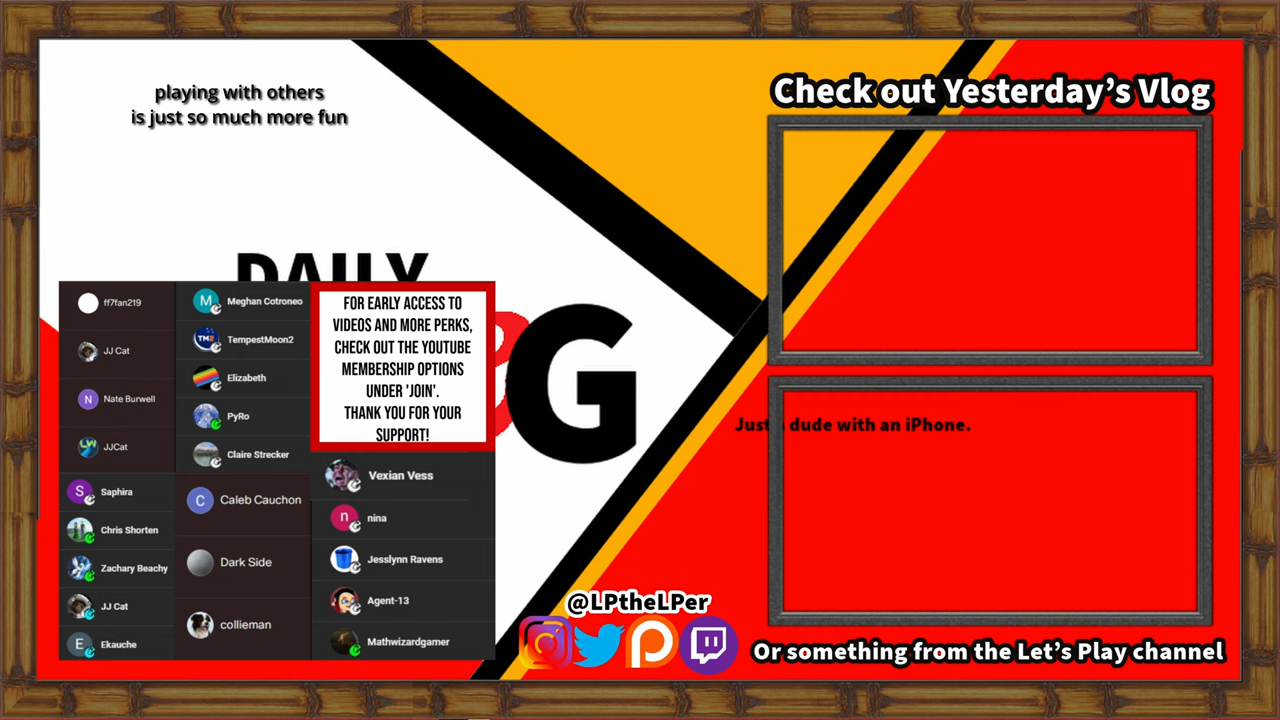 playing with others
is just so much more fun
Check out Yesterday's Vlog
DAILY
G
ff7fan219
JJ Cat
N
Nate Burwell
JJCat
S
Saphira
Chris Shorten
Zachary Beachy
JJ Cat
E
Ekauche
M
Meghan Cotroneo
TempestMoon2
Elizabeth
PyRo
Claire Strecker
C
Caleb Cauchon
Dark Side
collieman
FOR EARLY ACCESS TO
VIDEOS AND MORE PERKS,
CHECK OUT THE YOUTUBE
MEMBERSHIP OPTIONS
UNDER 'JOIN'.
THANK YOU FOR YOUR
SUPPORT!
Vexian Vess
n
nina
Jesslynn Ravens
Agent-13
Mathwizardgamer
Just a dude with an iPhone.
@LPtheLPer
Or something from the Let's Play channel